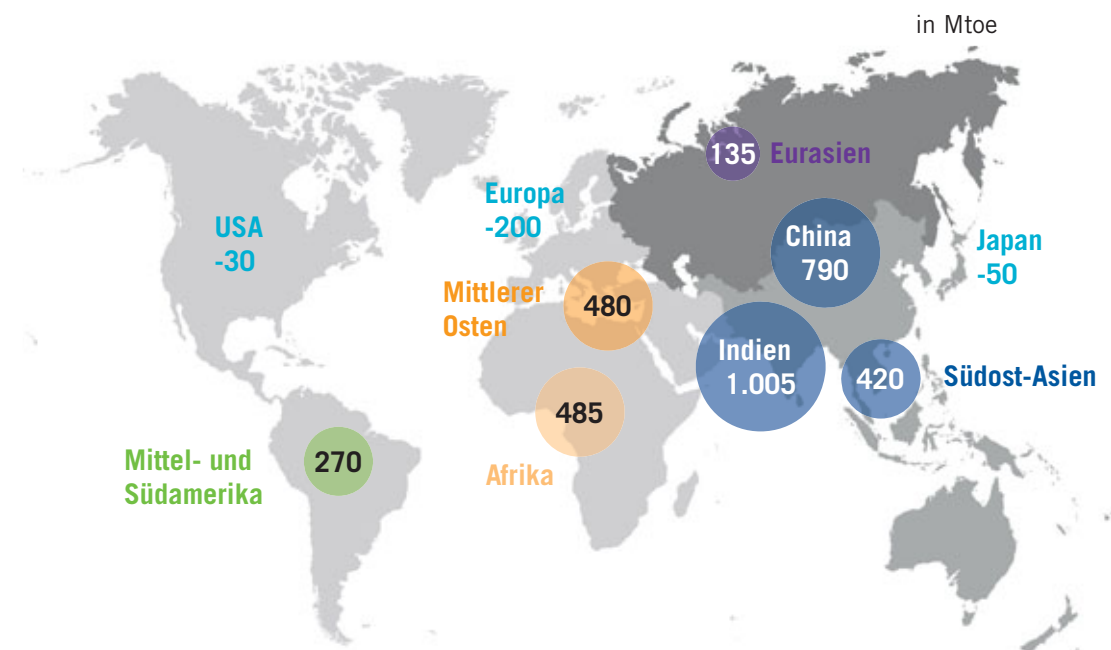 in Mtoe
135 Eurasien
Europa
-200
USA
-30
China
790
Japan
-50
Mittlerer
Osten
480
Indien
1.005
420 Südost-Asien
485
Afrika
Mittel- und
Südamerika
270